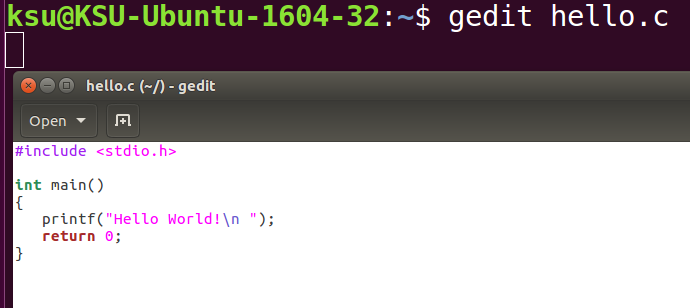 ksu@KSU-Ubuntu-1604-32:~$ gedit hello.c
hello.c (~/) - gedit
Open
#include <stdio.h>
int main()
{
printf("Hello World!\n ");
return 0;
}